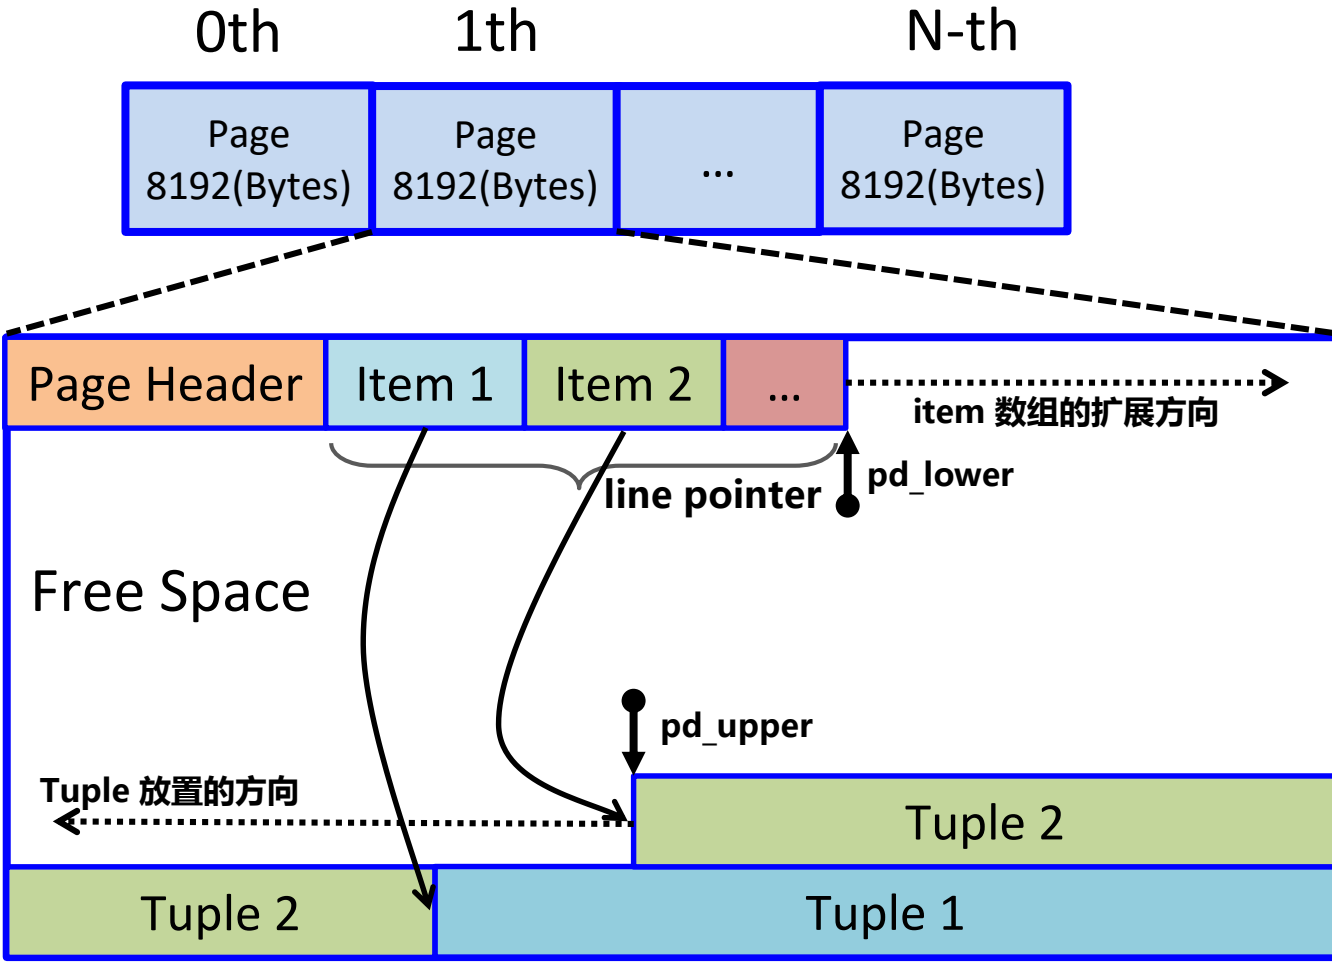 0th 1th N-th
Page Page Page
8192(Bytes) 8192(Bytes) ... 8192(Bytes)
Page Header Item 1 Item 2 ...
item 数组的扩展方向
pd_lower
line pointer
Free Space
pd_upper
Tuple 放置的方向
Tuple 2
Tuple 2 Tuple 1